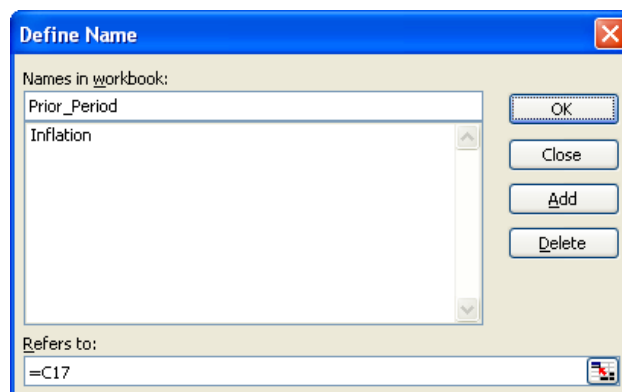 Define Name
Names in workbook:
Prior_Period
OK
Inflation
Close
Add
Delete
Refers to:
=C17